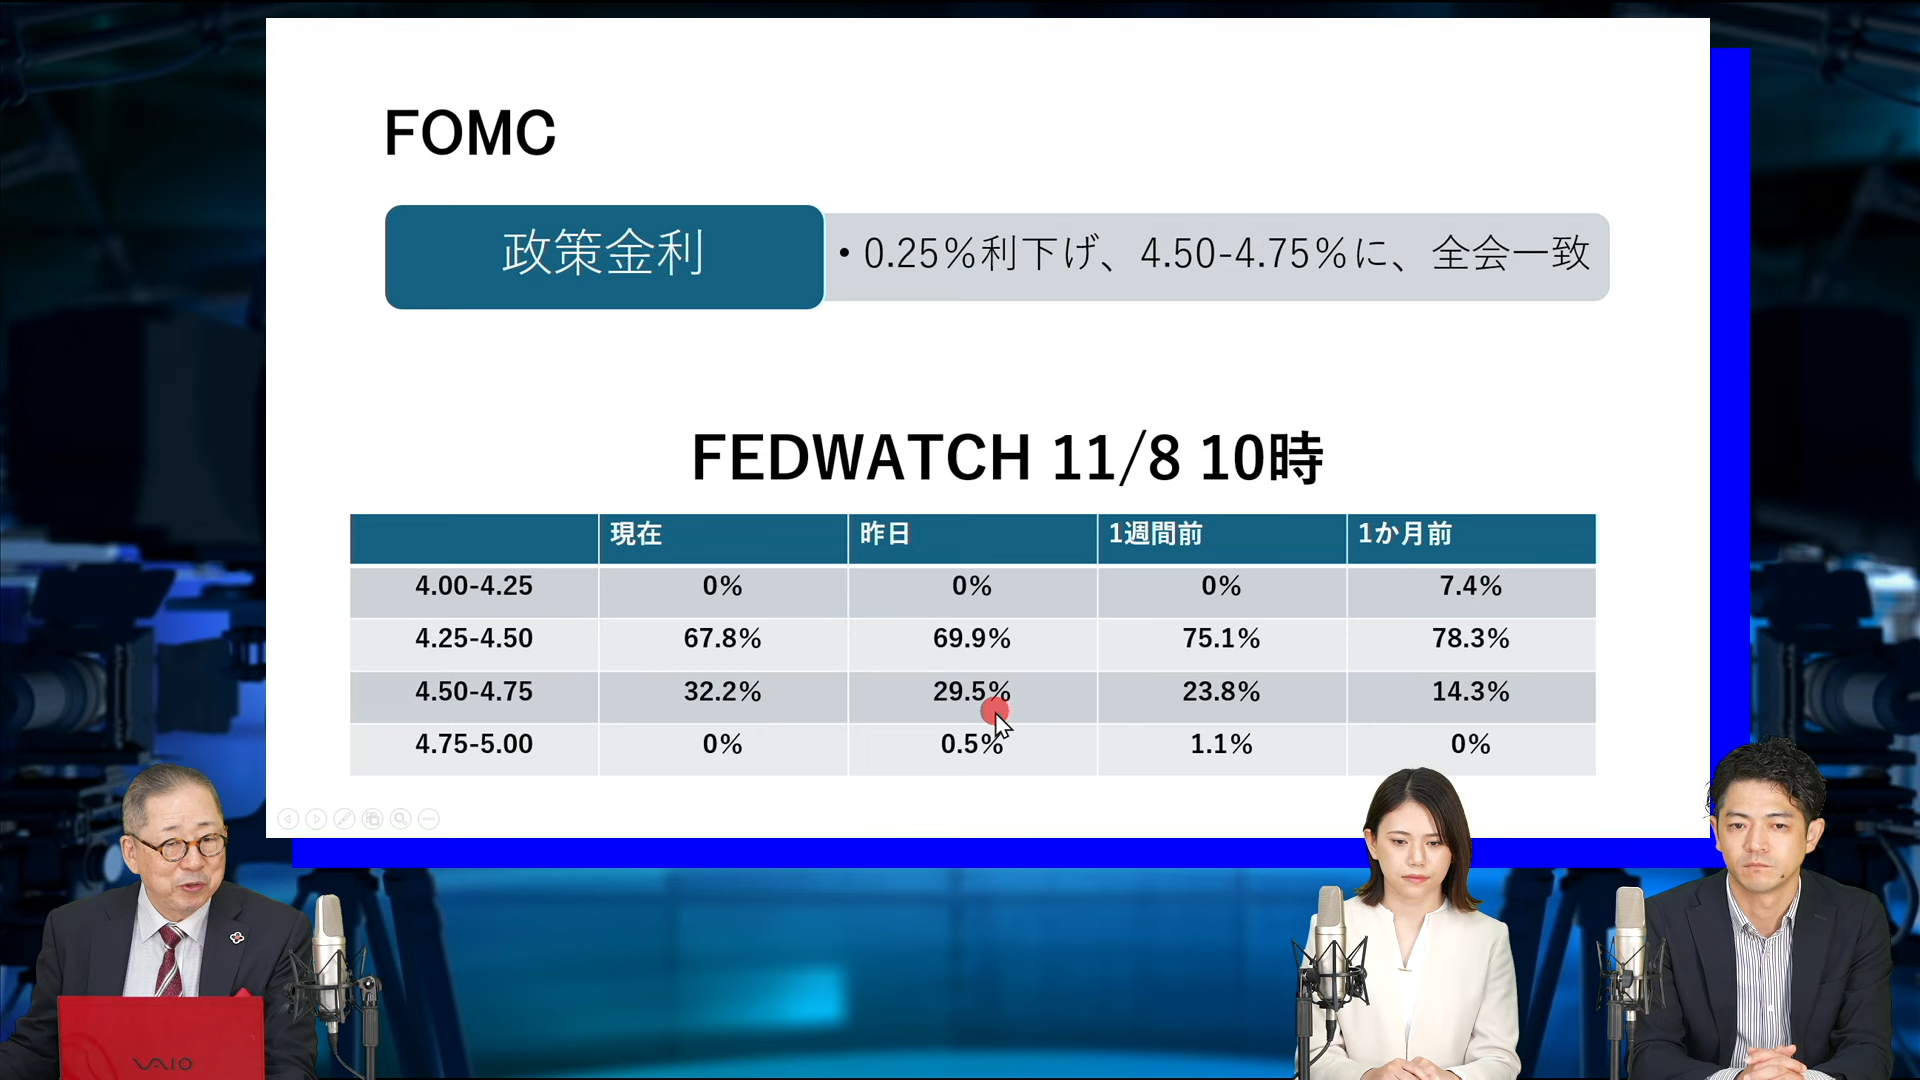 FOMC
政策金利
・0.25%利下げ、4.50-4.75%に、全会一致
FEDWATCH 11/8 10時
現在 昨日 1週間前 1か月前
4.00-4.25 0% 0% 0% 7.4%
4.25-4.50 67.8% 69.9% 75.1% 78.3%
4.50-4.75 32.2% 29.5% 23.8% 14.3%
4.75-5.00 0% 0.5% 1.1% 0%
VAIO